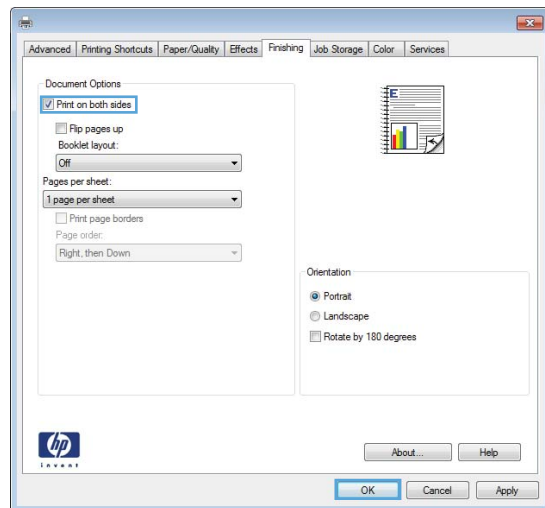 Advanced Printing Shortcuts Paper/Quality Effects Finishing Job Storage Color Services
Document Options
Print on both sides
Flip pages up
Booklet layout:
Off
Pages per sheet:
1 page per sheet
Print page borders
Page order:
Right, then Down
E
Orientation
Portrait
Landscape
Rotate by 180 degrees
hp
invent
About... Help
OK Cancel Apply